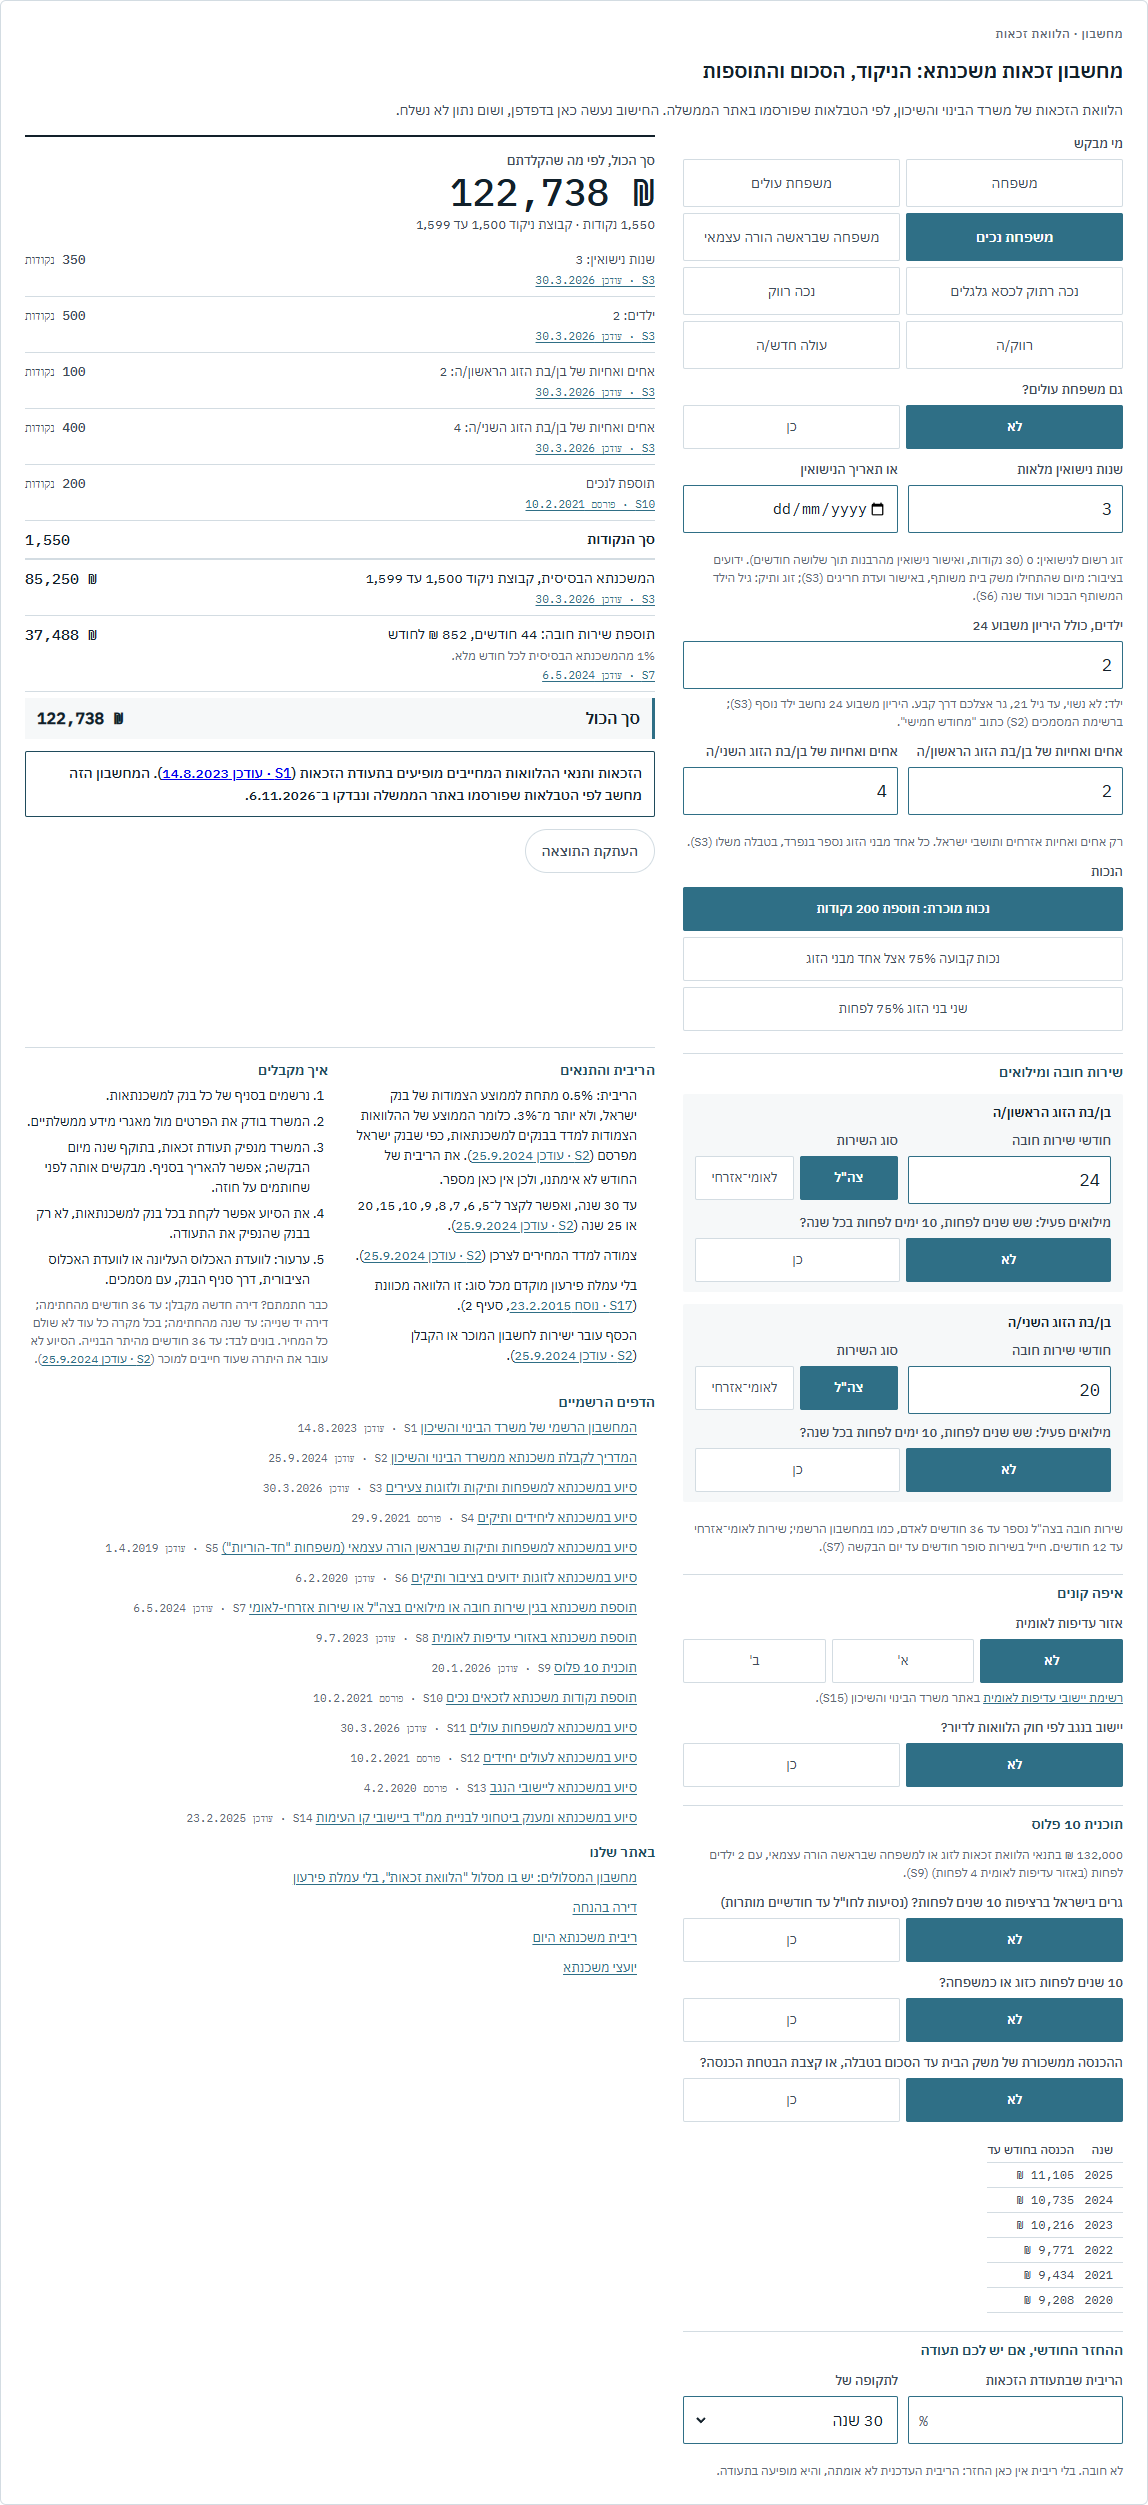 מחשבון · הלוואת זכאות
מחשבון זכאות משכנתא: הניקוד, הסכום והתוספות
הלוואת הזכאות של משרד הבינוי והשיכון, לפי הטבלאות שפורסמו באתר הממשלה. החישוב נעשה כאן בדפדפן, ושום נתון לא נשלח.
מי מבקש
משפחה
משפחת עולים
משפחת נכים
משפחה שבראשה הורה עצמאי
נכה רתוק לכסא גלגלים
נכה רווק
רווק/ה
עולה חדש/ה
גם משפחת עולים?
לא
כן
שנות נישואין מלאות
או תאריך הנישואין
3
dd/mm/yyyy
זוג רשום לנישואין: 0 (30 נקודות, ואישור נישואין מהרבנות תוך שלושה חודשים). ידועים
בציבור: מיום שהתחילו משק בית משותף, באישור ועדת חריגים (S3); זוג ותיק: גיל הילד
המשותף הבכור ועוד שנה (S6).
ילדים, כולל היריון משבוע 24
2
ילד: לא נשוי, עד גיל 21, גר אצלכם דרך קבע. היריון משבוע 24 נחשב ילד נוסף (S3);
ברשימת המסמכים (S2) כתוב "מחודש חמישי".
אחים ואחיות של בן/בת הזוג הראשון/ה
אחים ואחיות של בן/בת הזוג השני/ה
2
4
רק אחים ואחיות אזרחים ותושבי ישראל. כל אחד מבני הזוג נספר בנפרד, בטבלה משלו (S3).
הנכות
נכות מוכרת: תוספת 200 נקודות
נכות קבועה 75% אצל אחד מבני הזוג
שני בני הזוג 75% לפחות
שירות חובה ומילואים
בן/בת הזוג הראשון/ה
חודשי שירות חובה
סוג השירות
24
צה"ל
לאומי־אזרחי
מילואים פעיל: שש שנים לפחות, 10 ימים לפחות בכל שנה?
לא
כן
בן/בת הזוג השני/ה
חודשי שירות חובה
סוג השירות
20
צה"ל
לאומי־אזרחי
מילואים פעיל: שש שנים לפחות, 10 ימים לפחות בכל שנה?
לא
כן
שירות חובה בצה"ל נספר עד 36 חודשים לאדם, כמו במחשבון הרשמי; שירות לאומי־אזרחי
עד 12 חודשים. חייל בשירות סופר חודשים עד יום הבקשה (S7).
איפה קונים
אזור עדיפות לאומית
לא
א'
ב'
רשימת יישובי עדיפות לאומית באתר משרד הבינוי והשיכון (S15).
יישוב בנגב לפי חוק הלוואות לדיור?
לא
כן
תוכנית 10 פלוס
132,000 ₪ בתנאי הלוואת זכאות לזוג או למשפחה שבראשה הורה עצמאי, עם 2 ילדים
לפחות (באזור עדיפות לאומית 4 לפחות) (S9).
גרים בישראל ברציפות 10 שנים לפחות? (נסיעות לחו"ל עד חודשיים מותרות)
לא
כן
10 שנים לפחות כזוג או כמשפחה?
לא
כן
ההכנסה ממשכורת של משק הבית עד הסכום בטבלה, או קצבת הבטחת הכנסה?
לא
כן
שנה הכנסה בחודש עד
2025 11,105 ₪
2024 10,735 ₪
2023 10,216 ₪
2022 9,771 ₪
2021 9,434 ₪
2020 9,208 ₪
ההחזר החודשי, אם יש לכם תעודה
הריבית שבתעודת הזכאות
לתקופה של
%
30 שנה
לא חובה. בלי ריבית אין כאן החזר: הריבית העדכנית לא אומתה, והיא מופיעה בתעודה.
סך הכול, לפי מה שהקלדתם
122,738 ₪
1,550 נקודות · קבוצת ניקוד 1,500 עד 1,599
שנות נישואין: 3
350 נקודות
S3 · עודכן 30.3.2026
ילדים: 2
500 נקודות
S3 · עודכן 30.3.2026
אחים ואחיות של בן/בת הזוג הראשון/ה: 2
100 נקודות
S3 · עודכן 30.3.2026
אחים ואחיות של בן/בת הזוג השני/ה: 4
400 נקודות
S3 · עודכן 30.3.2026
תוספת לנכים
200 נקודות
S10 · פורסם 10.2.2021
סך הנקודות
1,550
המשכנתא הבסיסית, קבוצת ניקוד 1,500 עד 1,599
85,250 ₪
S3 · עודכן 30.3.2026
תוספת שירות חובה: 44 חודשים, 852 ₪ לחודש
37,488 ₪
1% מהמשכנתא הבסיסית לכל חודש מלא.
S7 · עודכן 6.5.2024
סך הכול
122,738 ₪
הזכאות ותנאי ההלוואות המחייבים מופיעים בתעודת הזכאות (S1 · עודכן 14.8.2023). המחשבון הזה
מחשב לפי הטבלאות שפורסמו באתר הממשלה ונבדקו ב־6.11.2026.
העתקת התוצאה
הריבית והתנאים
הריבית: 0.5% מתחת לממוצע הצמודות של בנק
ישראל, ולא יותר מ־3%. כלומר הממוצע של ההלוואות
הצמודות למדד בבנקים למשכנתאות, כפי שבנק ישראל
מפרסם (S2 · עודכן 25.9.2024). את הריבית של
החודש לא אימתנו, ולכן אין כאן מספר.
עד 30 שנה, ואפשר לקצר ל־5, 6, 7, 8, 9, 10, 15, 20
או 25 שנה (S2 · עודכן 25.9.2024).
צמודה למדד המחירים לצרכן (S2 · עודכן 25.9.2024).
בלי עמלת פירעון מוקדם מכל סוג: זו הלוואה מכוונת
(S17 · נוסח 23.2.2015, סעיף 2).
הכסף עובר ישירות לחשבון המוכר או הקבלן
(S2 · עודכן 25.9.2024).
איך מקבלים
1. נרשמים בסניף של כל בנק למשכנתאות.
2. המשרד בודק את הפרטים מול מאגרי מידע ממשלתיים.
3. המשרד מנפיק תעודת זכאות, בתוקף שנה מיום
הבקשה; אפשר להאריך בסניף. מבקשים אותה לפני
שחותמים על חוזה.
4. את הסיוע אפשר לקחת בכל בנק למשכנתאות, לא רק
בבנק שהנפיק את התעודה.
5. ערעור: לוועדת האכלוס העליונה או לוועדת האכלוס
הציבורית, דרך סניף הבנק, עם מסמכים.
כבר חתמתם? דירה חדשה מקבלן: עד 36 חודשים מהחתימה;
דירה יד שנייה: עד שנה מהחתימה; בכל מקרה כל עוד לא שולם
כל המחיר. בונים לבד: עד 36 חודשים מהיתר הבנייה. הסיוע לא
עובר את היתרה שעוד חייבים למוכר (S2 · עודכן 25.9.2024).
הדפים הרשמיים
המחשבון הרשמי של משרד הבינוי והשיכון S1 · עודכן 14.8.2023
המדריך לקבלת משכנתא ממשרד הבינוי והשיכון S2 · עודכן 25.9.2024
סיוע במשכנתא למשפחות ותיקות ולזוגות צעירים S3 · עודכן 30.3.2026
סיוע במשכנתא ליחידים ותיקים S4 · פורסם 29.9.2021
סיוע במשכנתא למשפחות ותיקות שבראשן הורה עצמאי (משפחות "חד-הוריות") S5 · עודכן 1.4.2019
סיוע במשכנתא לזוגות ידועים בציבור ותיקים S6 · עודכן 6.2.2020
תוספת משכנתא בגין שירות חובה או מילואים בצה"ל או שירות אזרחי-לאומי S7 · עודכן 6.5.2024
תוספת משכנתא באזורי עדיפות לאומית S8 · עודכן 9.7.2023
תוכנית 10 פלוס S9 · עודכן 20.1.2026
תוספת נקודות משכנתא לזכאים נכים S10 · פורסם 10.2.2021
סיוע במשכנתא למשפחות עולים S11 · עודכן 30.3.2026
סיוע במשכנתא לעולים יחידים S12 · פורסם 10.2.2021
סיוע במשכנתא ליישובי הנגב S13 · פורסם 4.2.2020
סיוע במשכנתא ומענק ביטחוני לבניית ממ"ד ביישובי קו העימות S14 · עודכן 23.2.2025
באתר שלנו
מחשבון המסלולים: יש בו מסלול "הלוואת זכאות", בלי עמלת פירעון
דירה בהנחה
ריבית משכנתא היום
יועצי משכנתא